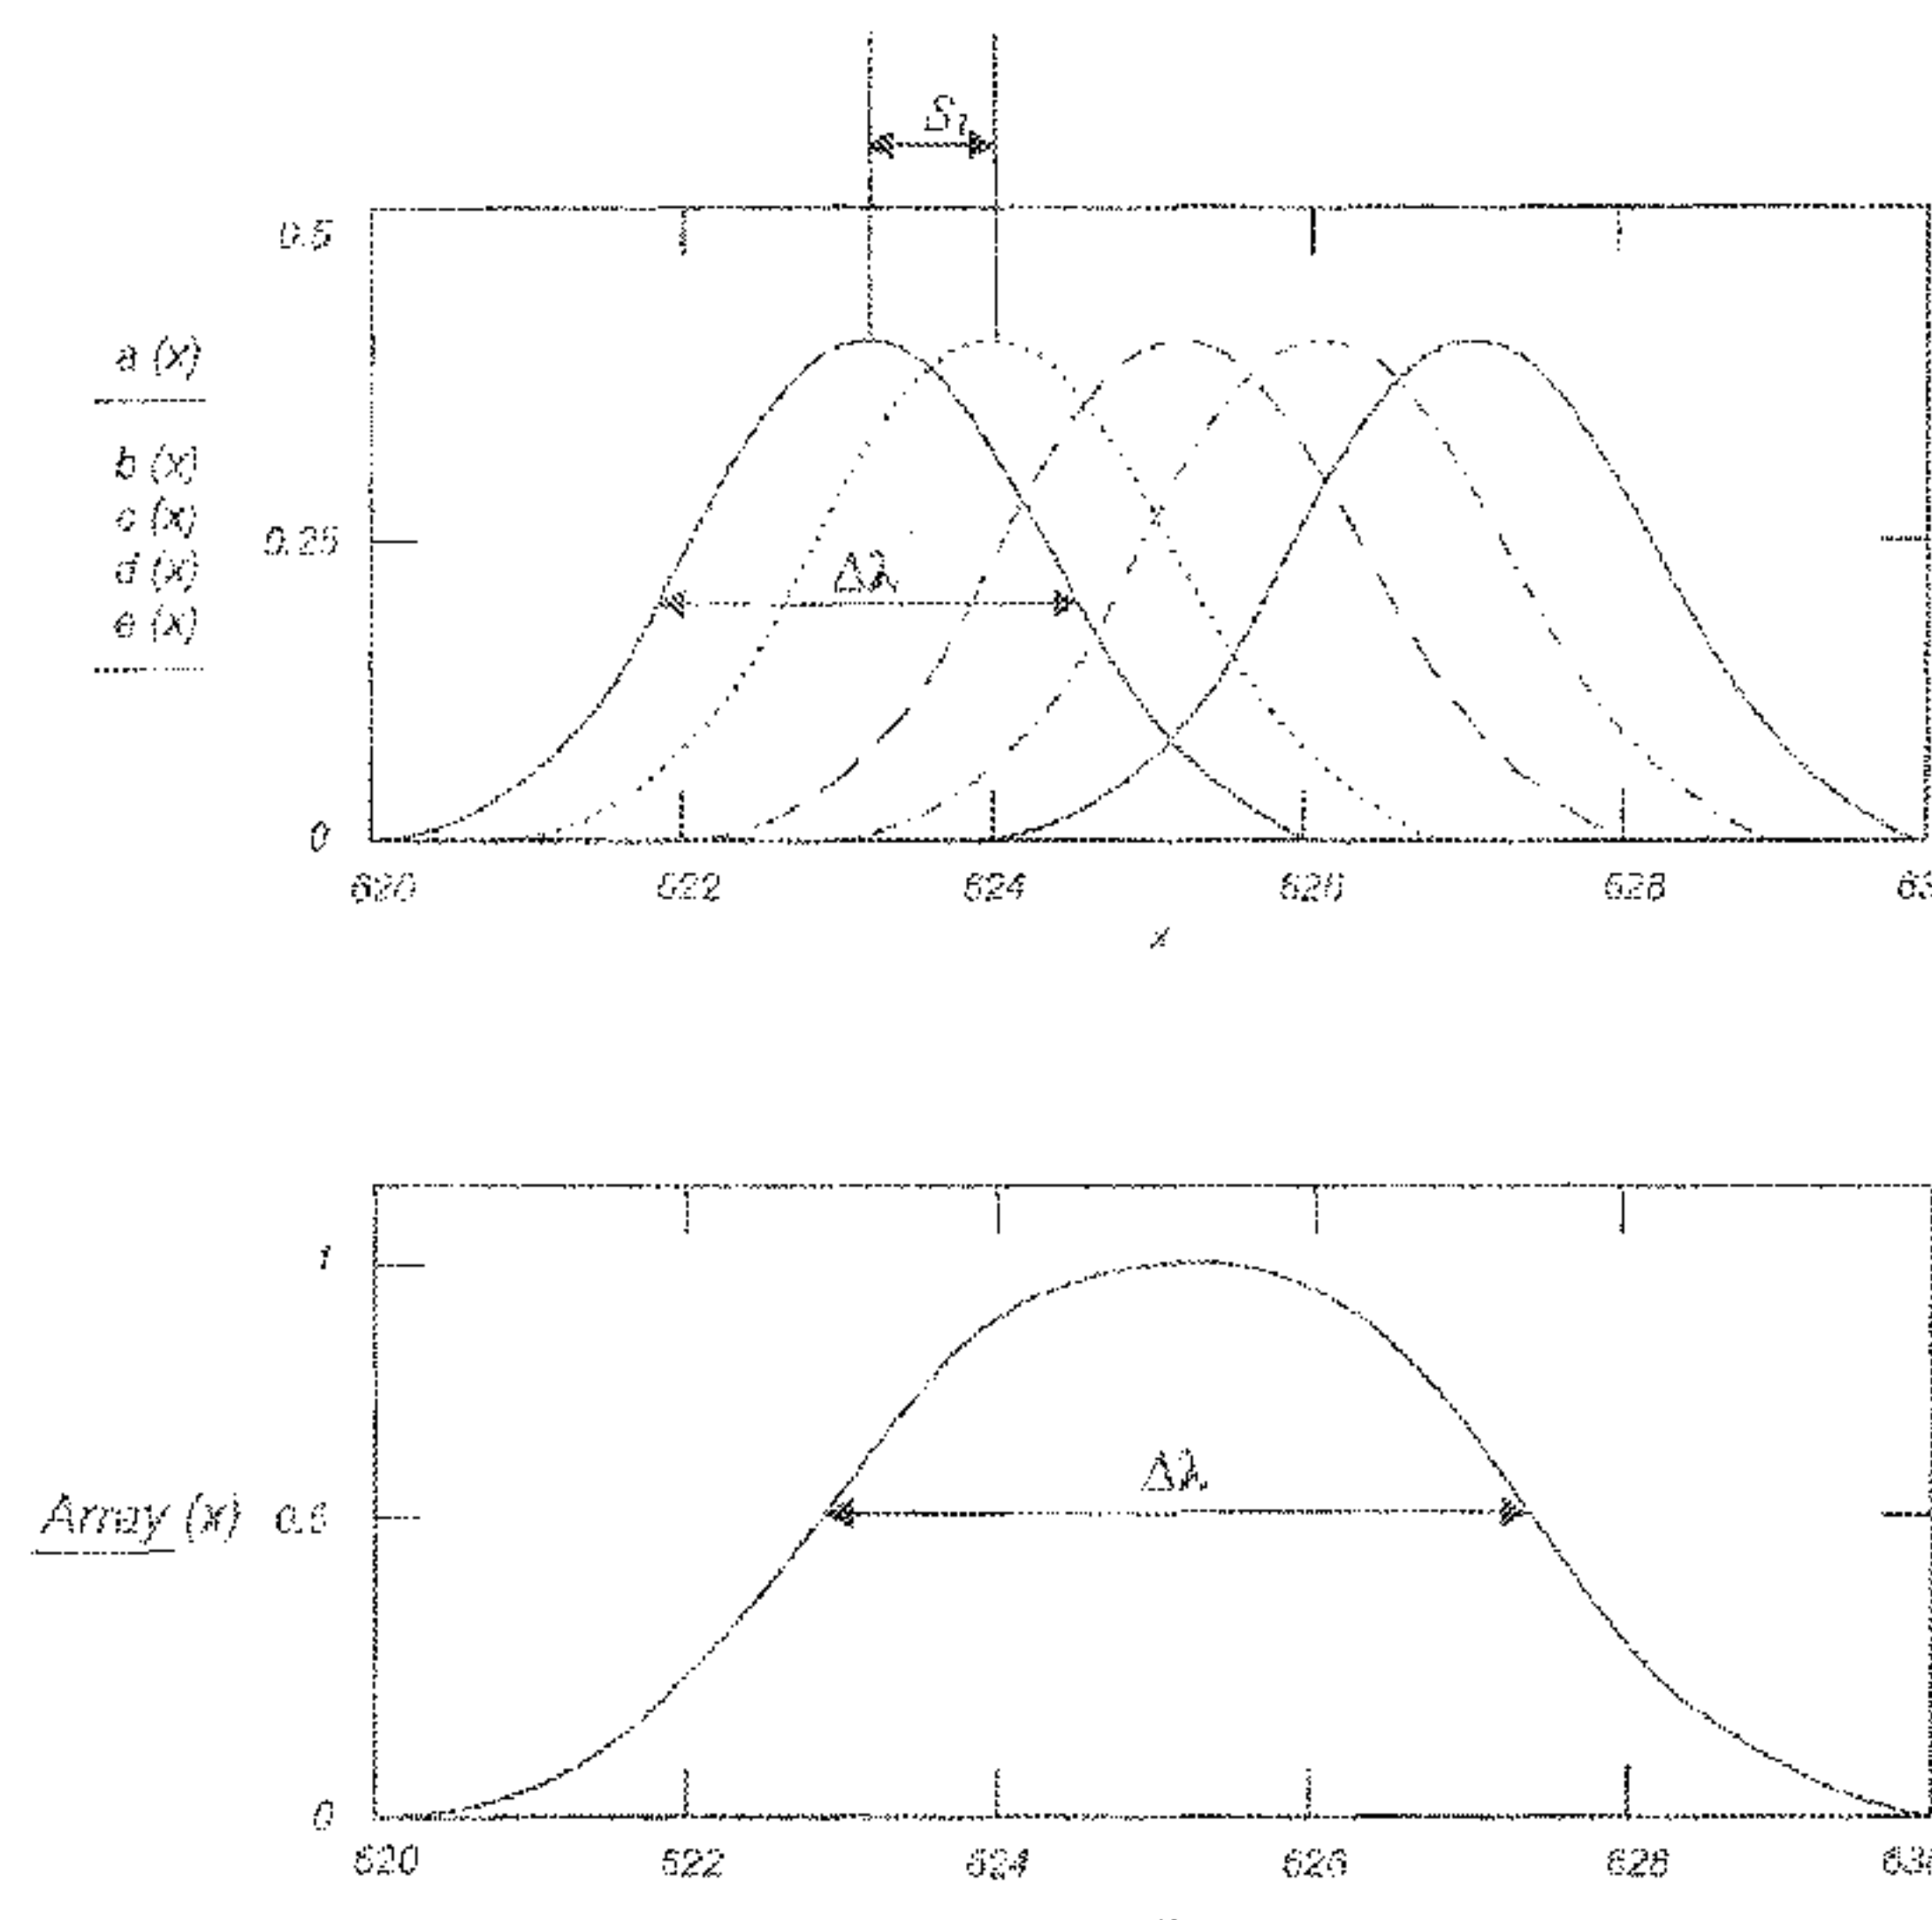 S₁
0.5
a (x)
b (x)
c (x)
0.25
d (x)
e (x)
Δλ
0
620 622 624 626 628
x
1
Array (x) 0.5
Δλ
0
620 622 624 626 628